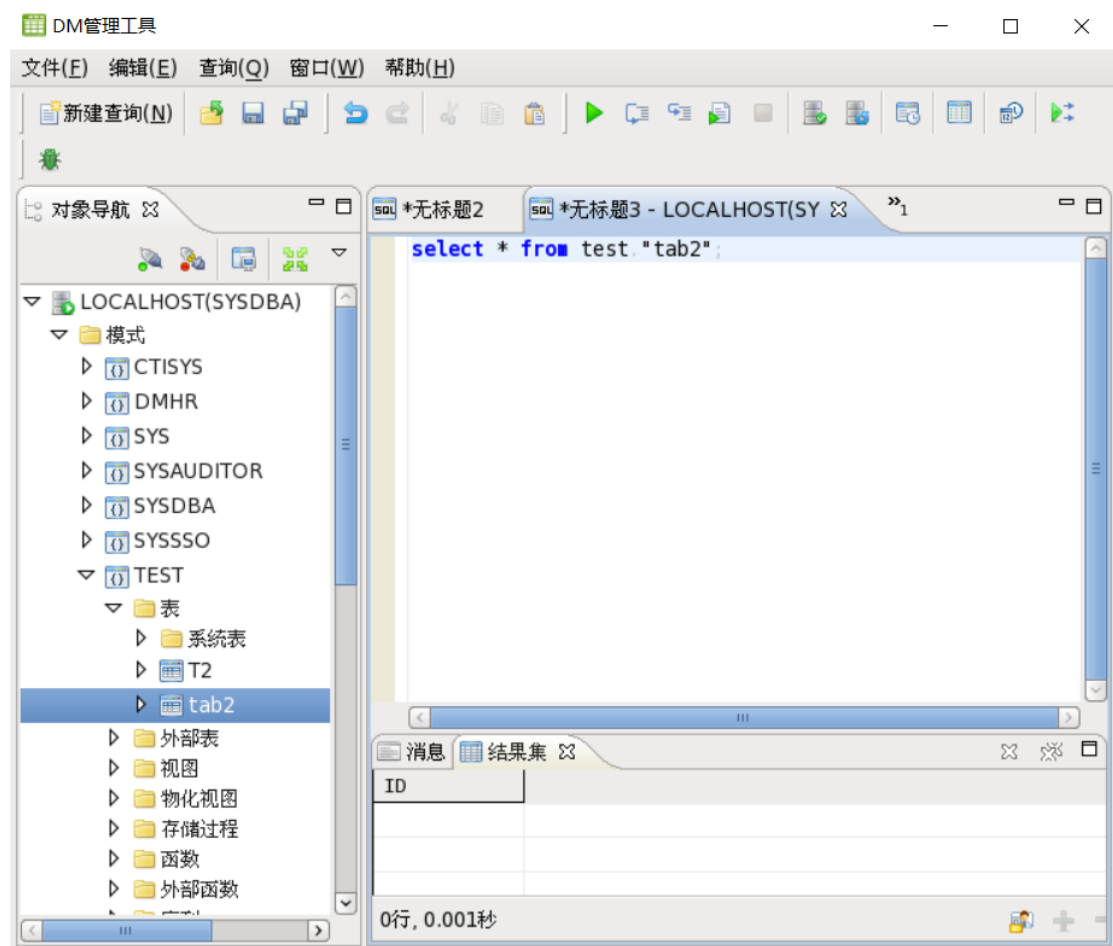 DM管理工具
文件(F) 编辑(E) 查询(Q) 窗口(W) 帮助(H)
新建查询(N)
对象导航
LOCALHOST(SYSDBA)
模式
CTISYS
DMHR
SYS
SYSAUDITOR
SYSDBA
SYSSSO
TEST
表
系统表
T2
tab2
外部表
视图
物化视图
存储过程
函数
外部函数
*无标题2
*无标题3 - LOCALHOST(SY
»1
select * from test."tab2";
消息
结果集
ID
0行, 0.001秒